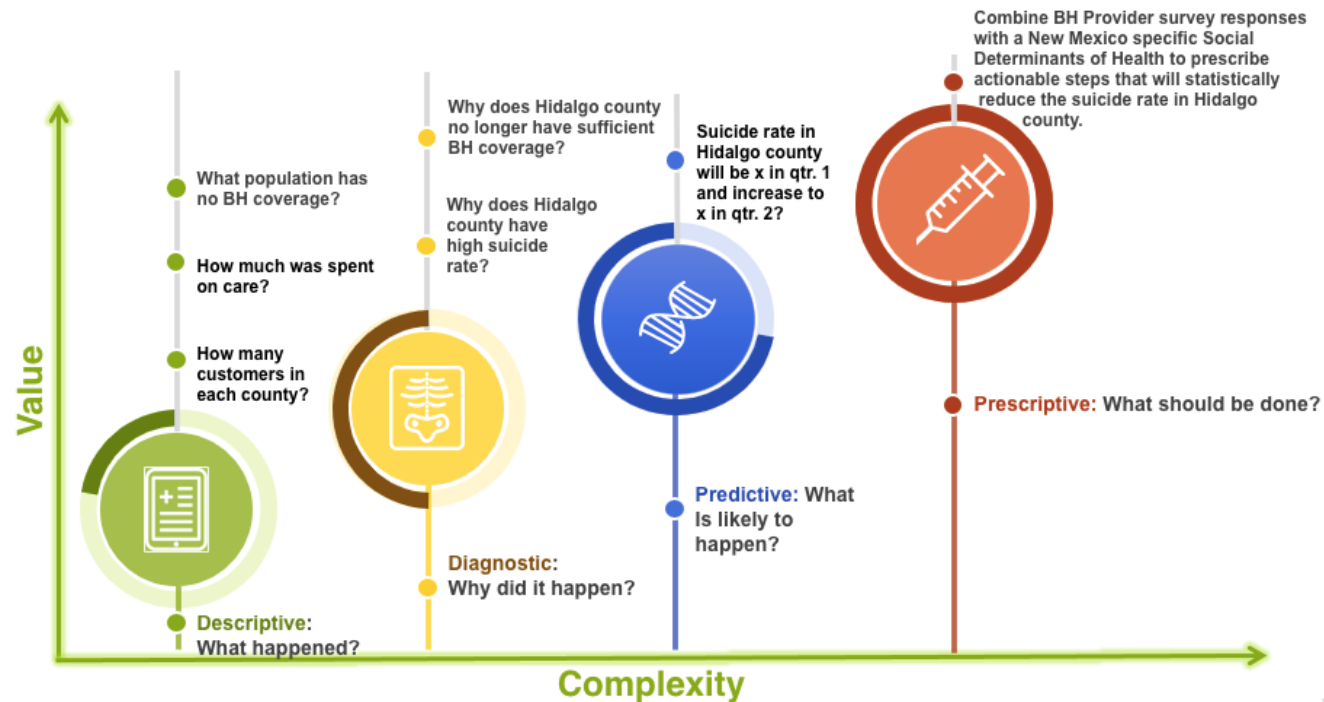 Value
What population has
no BH coverage?
How much was spent
on care?
How many
customers in
each county?
Descriptive:
What happened?
Why does Hidalgo county
no longer have sufficient
BH coverage?
Why does Hidalgo
county have
high suicide
rate?
Diagnostic:
Why did it happen?
Suicide rate in
Hidalgo county
will be x in qtr. 1
and increase to
x in qtr. 2?
Predictive: What
Is likely to
happen?
Combine BH Provider survey responses
with a New Mexico specific Social
Determinants of Health to prescribe
actionable steps that will statistically
reduce the suicide rate in Hidalgo
county.
Prescriptive: What should be done?
Complexity